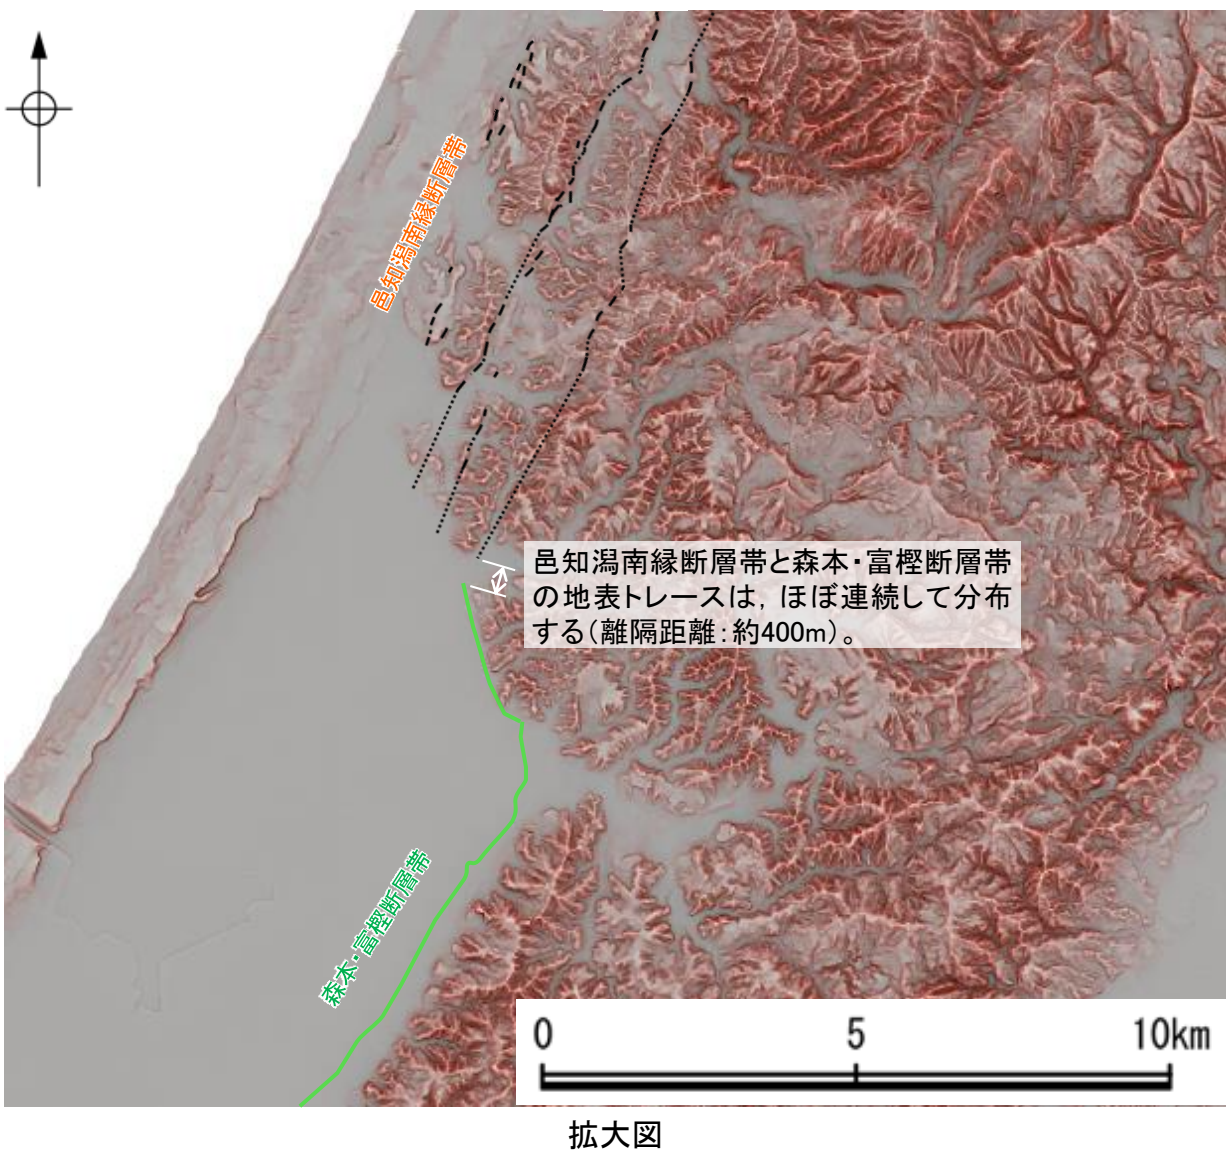 邑知潟南縁断層帯
邑知潟南縁断層帯と森本・富樫断層帯
の地表トレースは，ほぼ連続して分布
する（離隔距離：約400m）。
森本・富樫断層帯
0 5 10km
拡大図